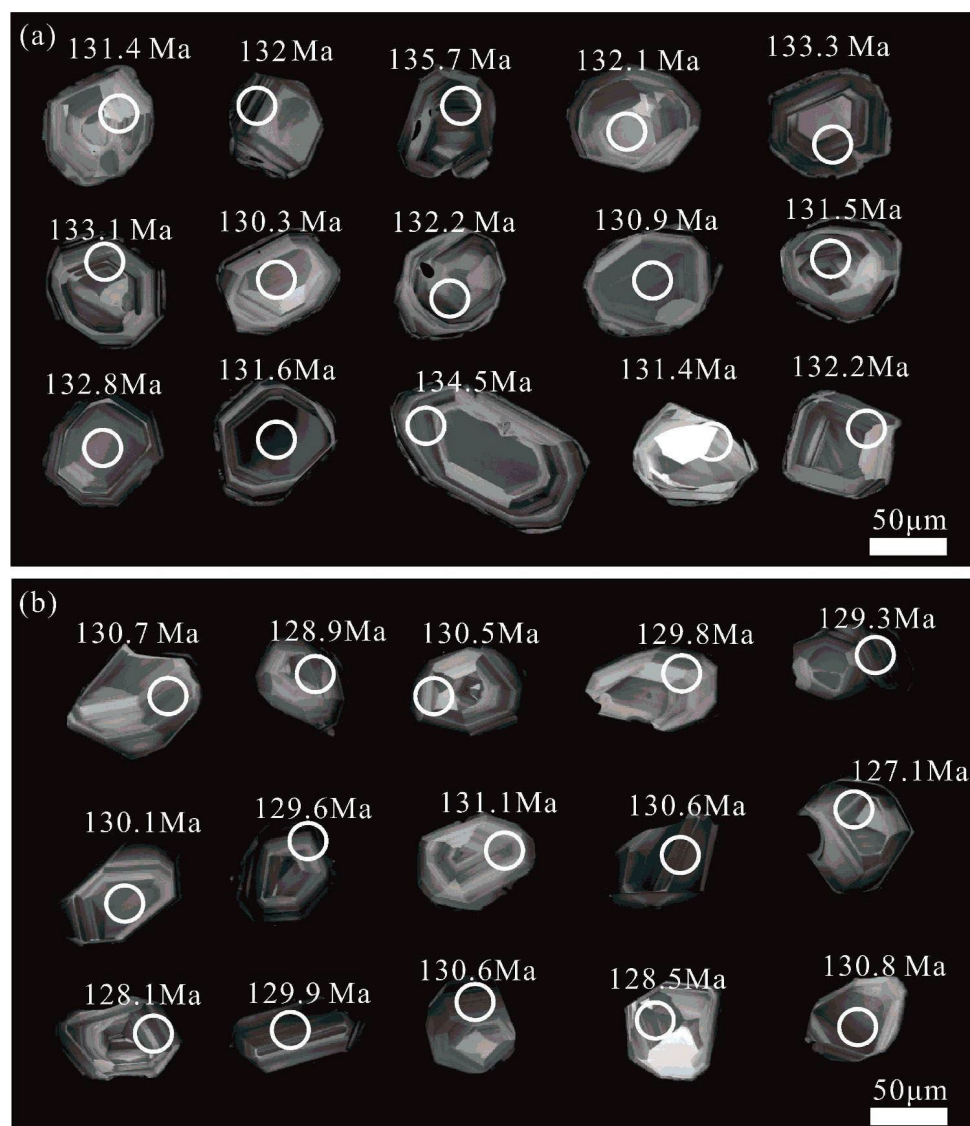 (a)
131.4 Ma 132 Ma 135.7 Ma 132.1 Ma 133.3 Ma
133.1 Ma 130.3 Ma 132.2 Ma 130.9 Ma 131.5Ma
132.8Ma 131.6Ma 134.5Ma 131.4Ma 132.2Ma
50μm
(b)
130.7 Ma 128.9Ma 130.5Ma 129.8Ma 129.3Ma
130.1Ma 129.6Ma 131.1Ma 130.6Ma 127.1Ma
128.1Ma 129.9 Ma 130.6Ma 128.5Ma 130.8 Ma
50μm